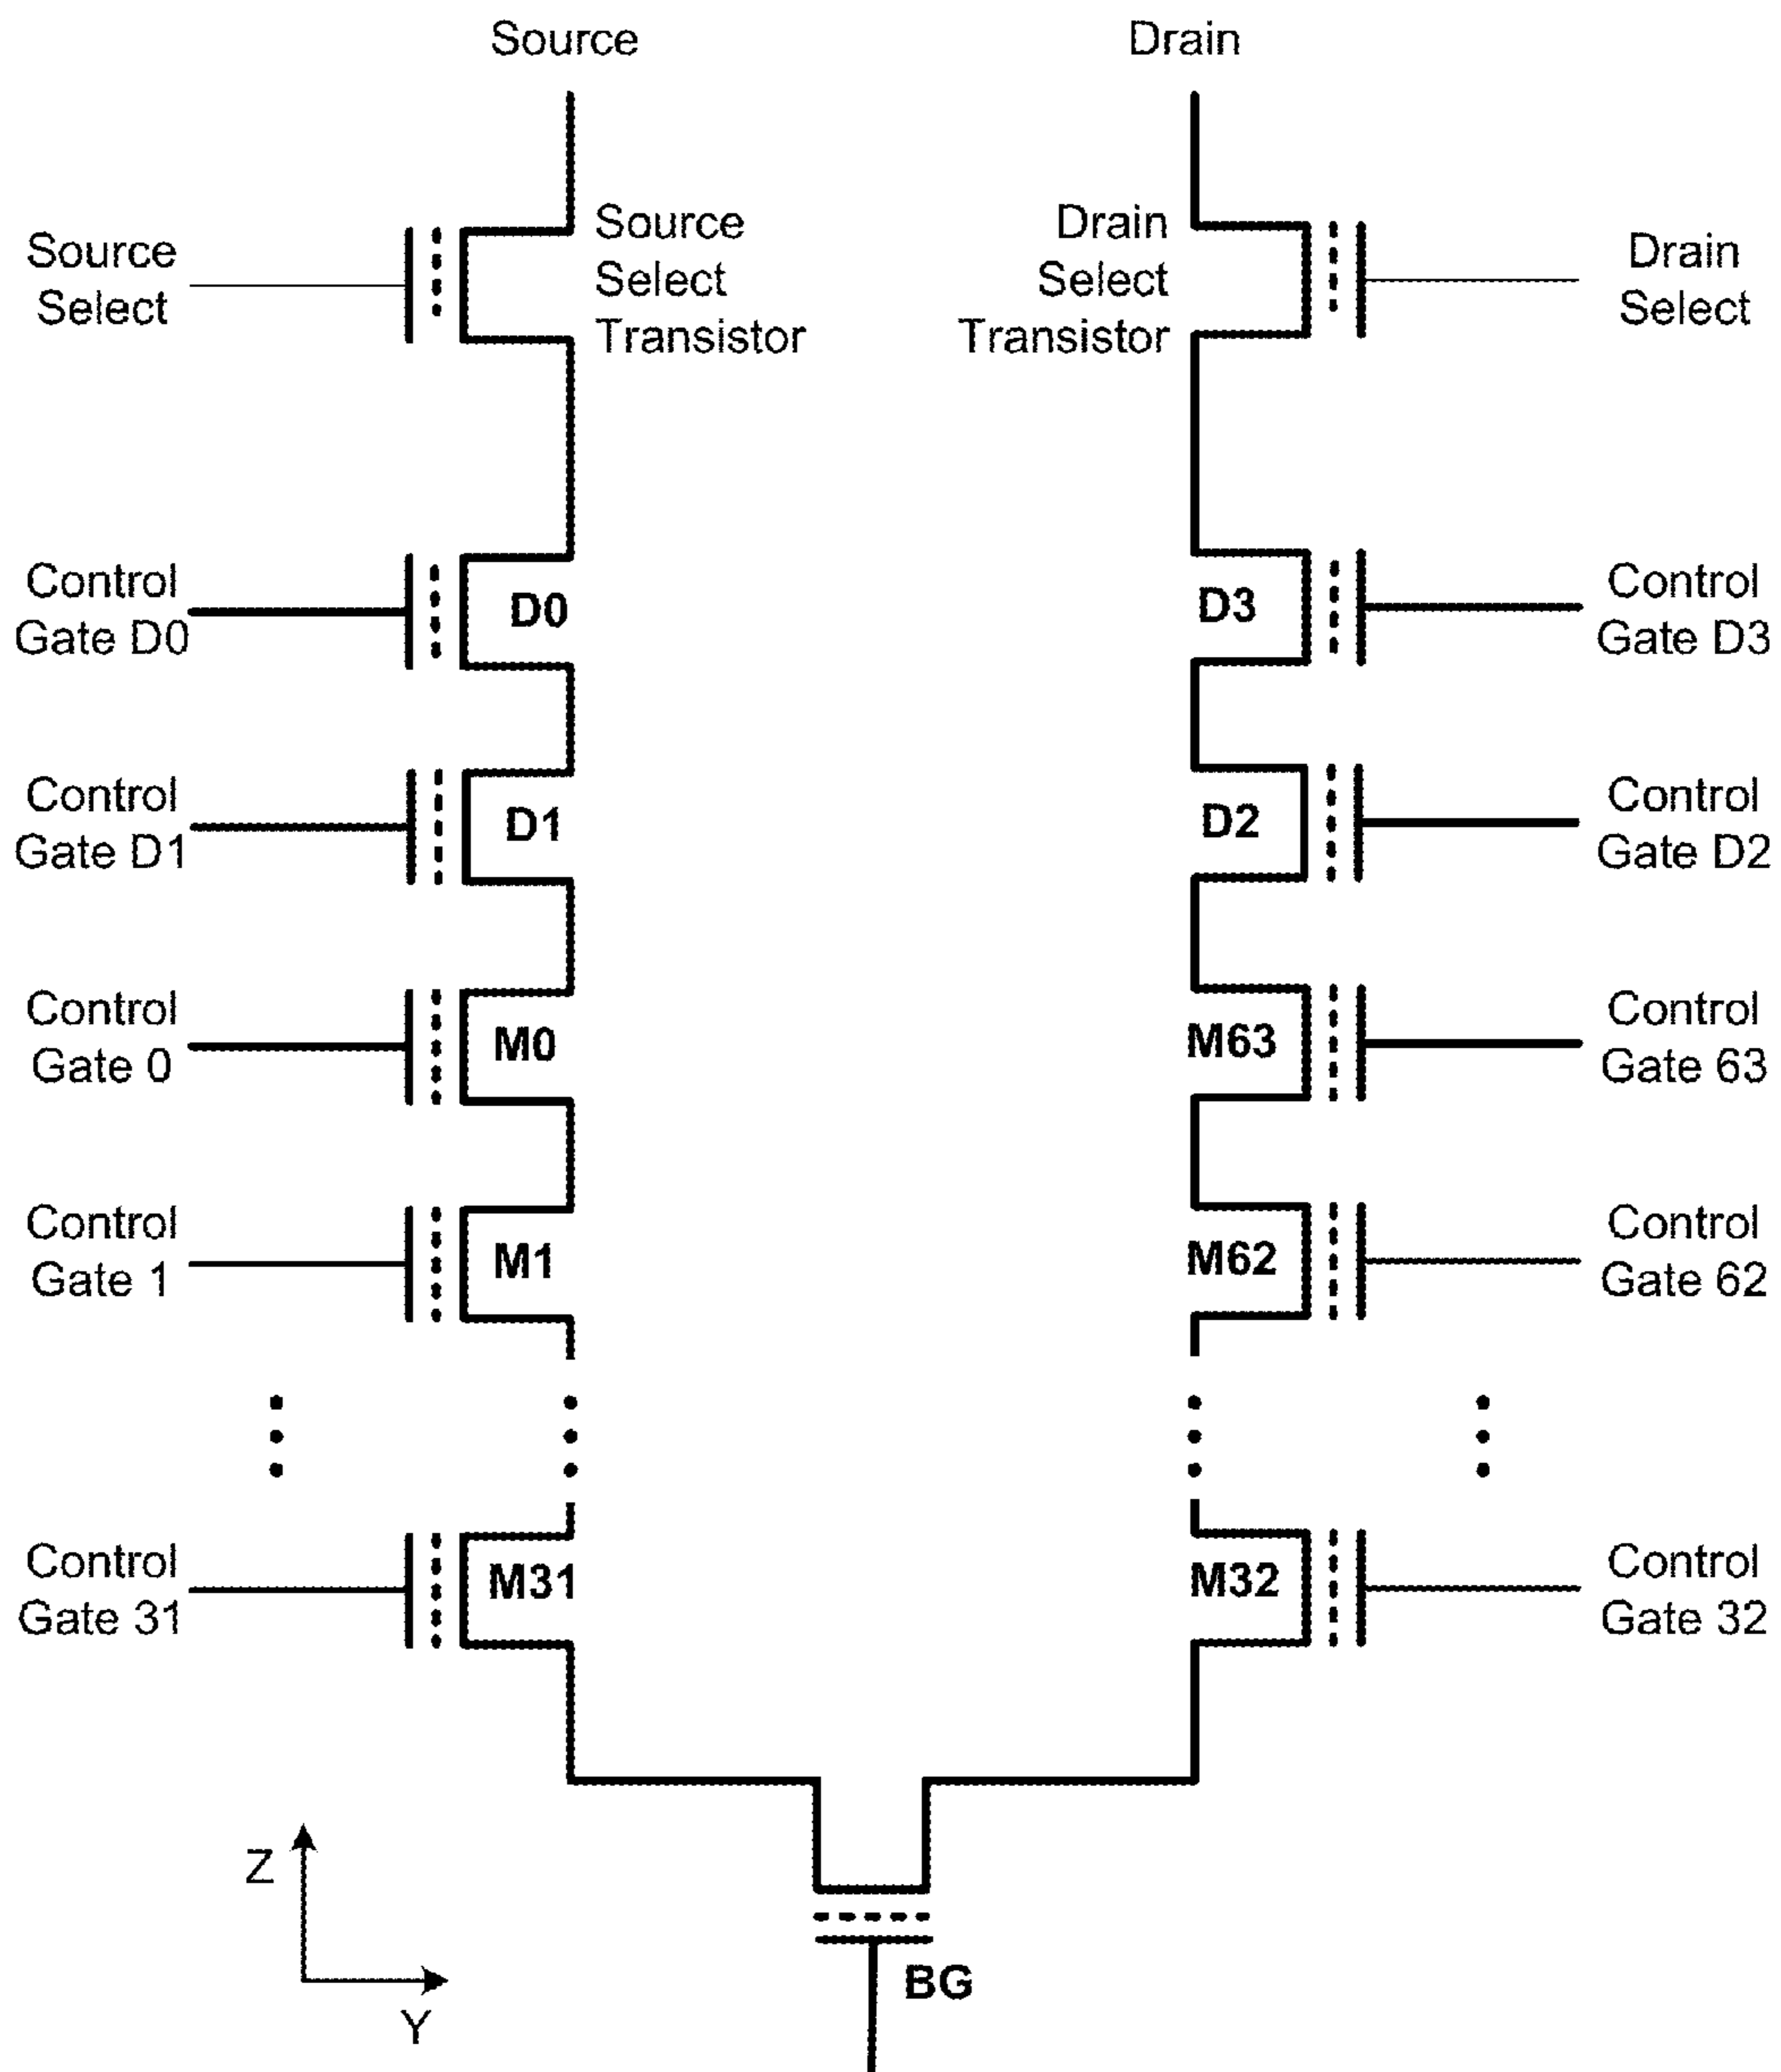 Source
Drain
Source
Select
Source
Select
Transistor
Drain
Select
Transistor
Drain
Select
Control
Gate D0
D0
D3
Control
Gate D3
Control
Gate D1
D1
D2
Control
Gate D2
Control
Gate 0
M0
M63
Control
Gate 63
Control
Gate 1
M1
M62
Control
Gate 62
Control
Gate 31
M31
M32
Control
Gate 32
Z
Y
BG